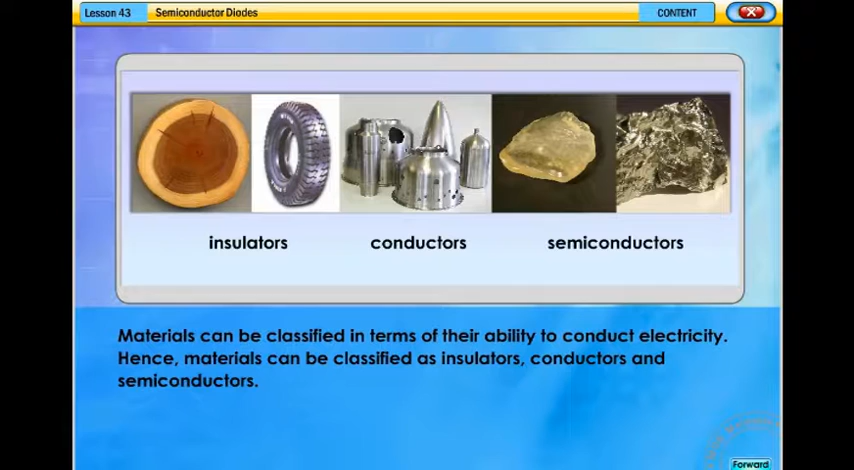 Lesson 43
Semiconductor Diodes
CONTENT
insulators
conductors
semiconductors
Materials can be classified in terms of their ability to conduct electricity.
Hence, materials can be classified as insulators, conductors and
semiconductors.
Forward